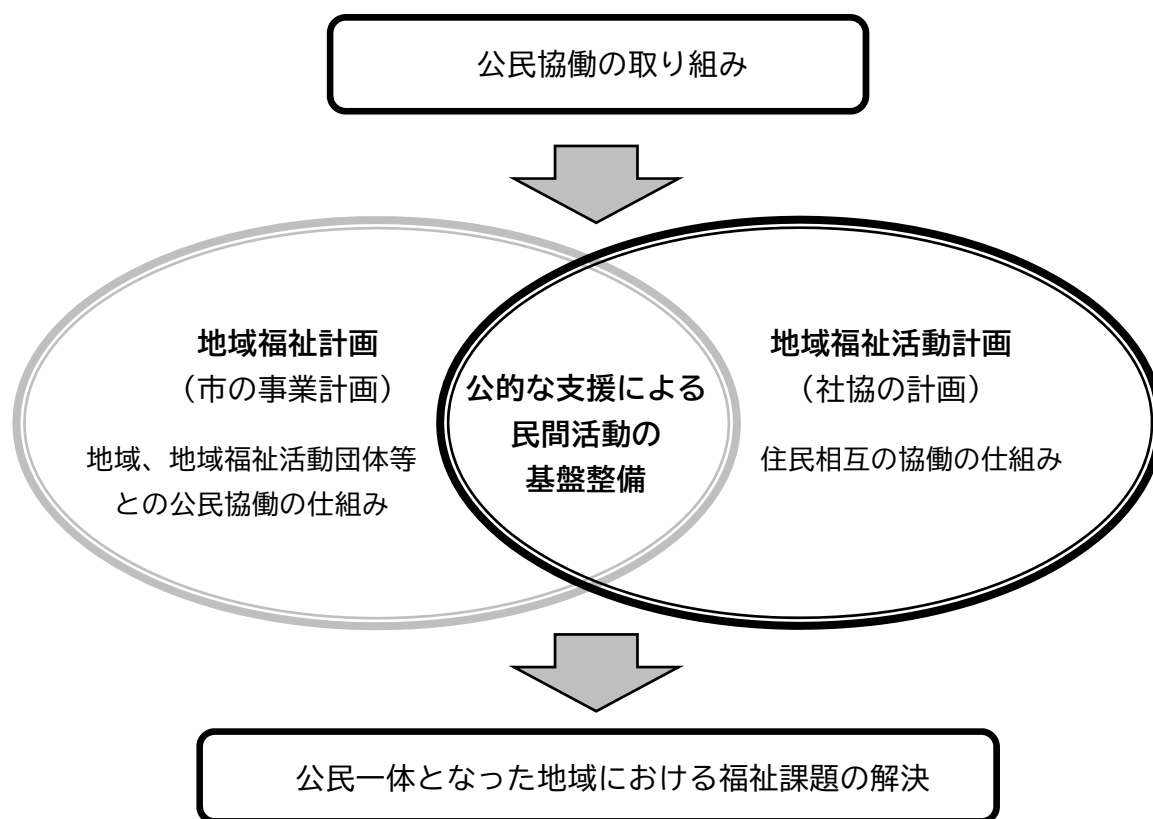 公民協働の取り組み
地域福祉計画
（市の事業計画）
地域、地域福祉活動団体等
との公民協働の仕組み
公的な支援による
民間活動の
基盤整備
地域福祉活動計画
（社協の計画）
住民相互の協働の仕組み
公民一体となった地域における福祉課題の解決